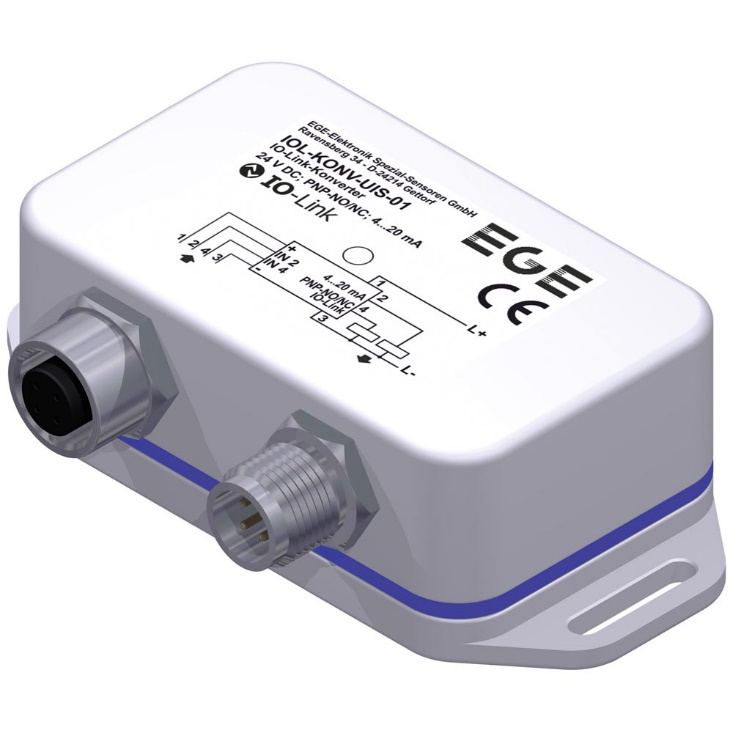 EGE-Elektronik Spezial-Sensoren GmbH
Ravensberg 34 - D-24214 Gettorf
IOL-KONV-UIS-01
IO-Link-Konverter
24 V DC; PNP-NO/NC; 4...20 mA
IO-Link
EGE
CE
1 2 4 3
+
IN 2
IN 4
-
4...20 mA
PNP-NO/NC
IO-Link
1
2
4
3
L+
L-